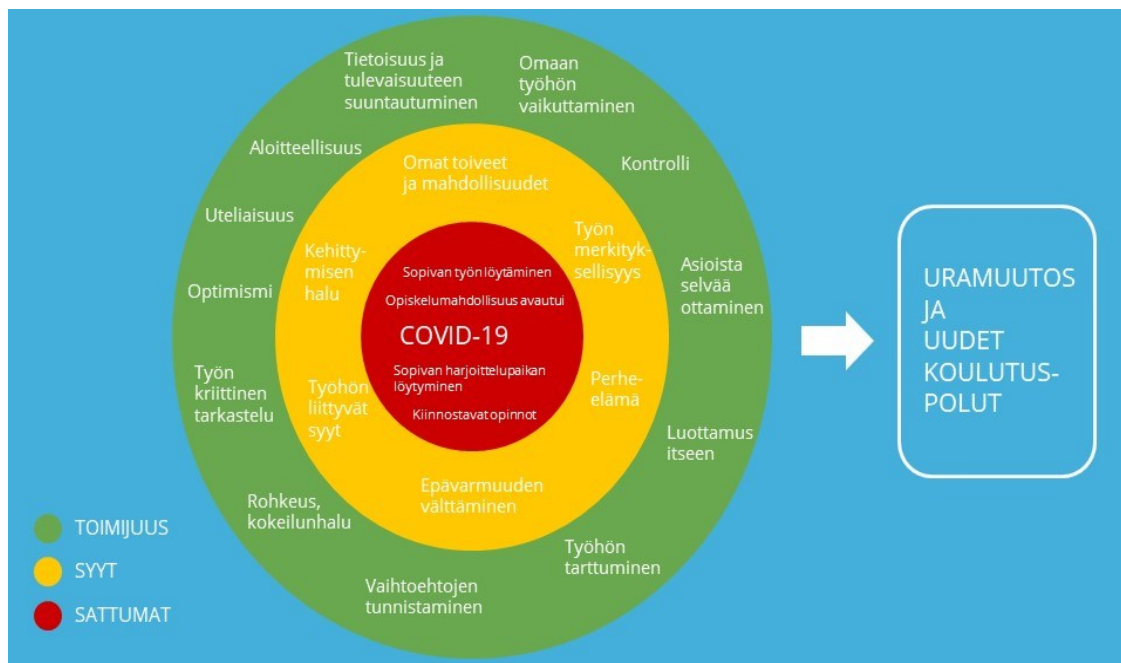 Tietoisuus ja
tulevaisuuteen
suuntautuminen
Omaan
työhön
vaikuttaminen
Aloitteellisuus
Kontrolli
Uteliaisuus
Asioista
selvää
ottaminen
Optimismi
Työn
kriittinen
tarkastelu
Luottamus
itseen
Rohkeus,
kokeilunhalu
Työhön
tarttuminen
Vaihtoehtojen
tunnistaminen
Omat toiveet
ja mahdollisuudet
Kehitty-
misen
halu
Työn
merkityk-
sellisyys
Työhön
liittyvät
syyt
Perhe-
elämä
Epävarmuuden
välttäminen
Sopivan työn löytäminen
Opiskelumahdollisuus avautui
COVID-19
Sopivan harjoittelupaikan
löytyminen
Kiinnostavat opinnot
URAMUUTOS
JA
UUDET
KOULUTUS-
POLUT
TOIMIJUUS
SYYT
SATTUMAT